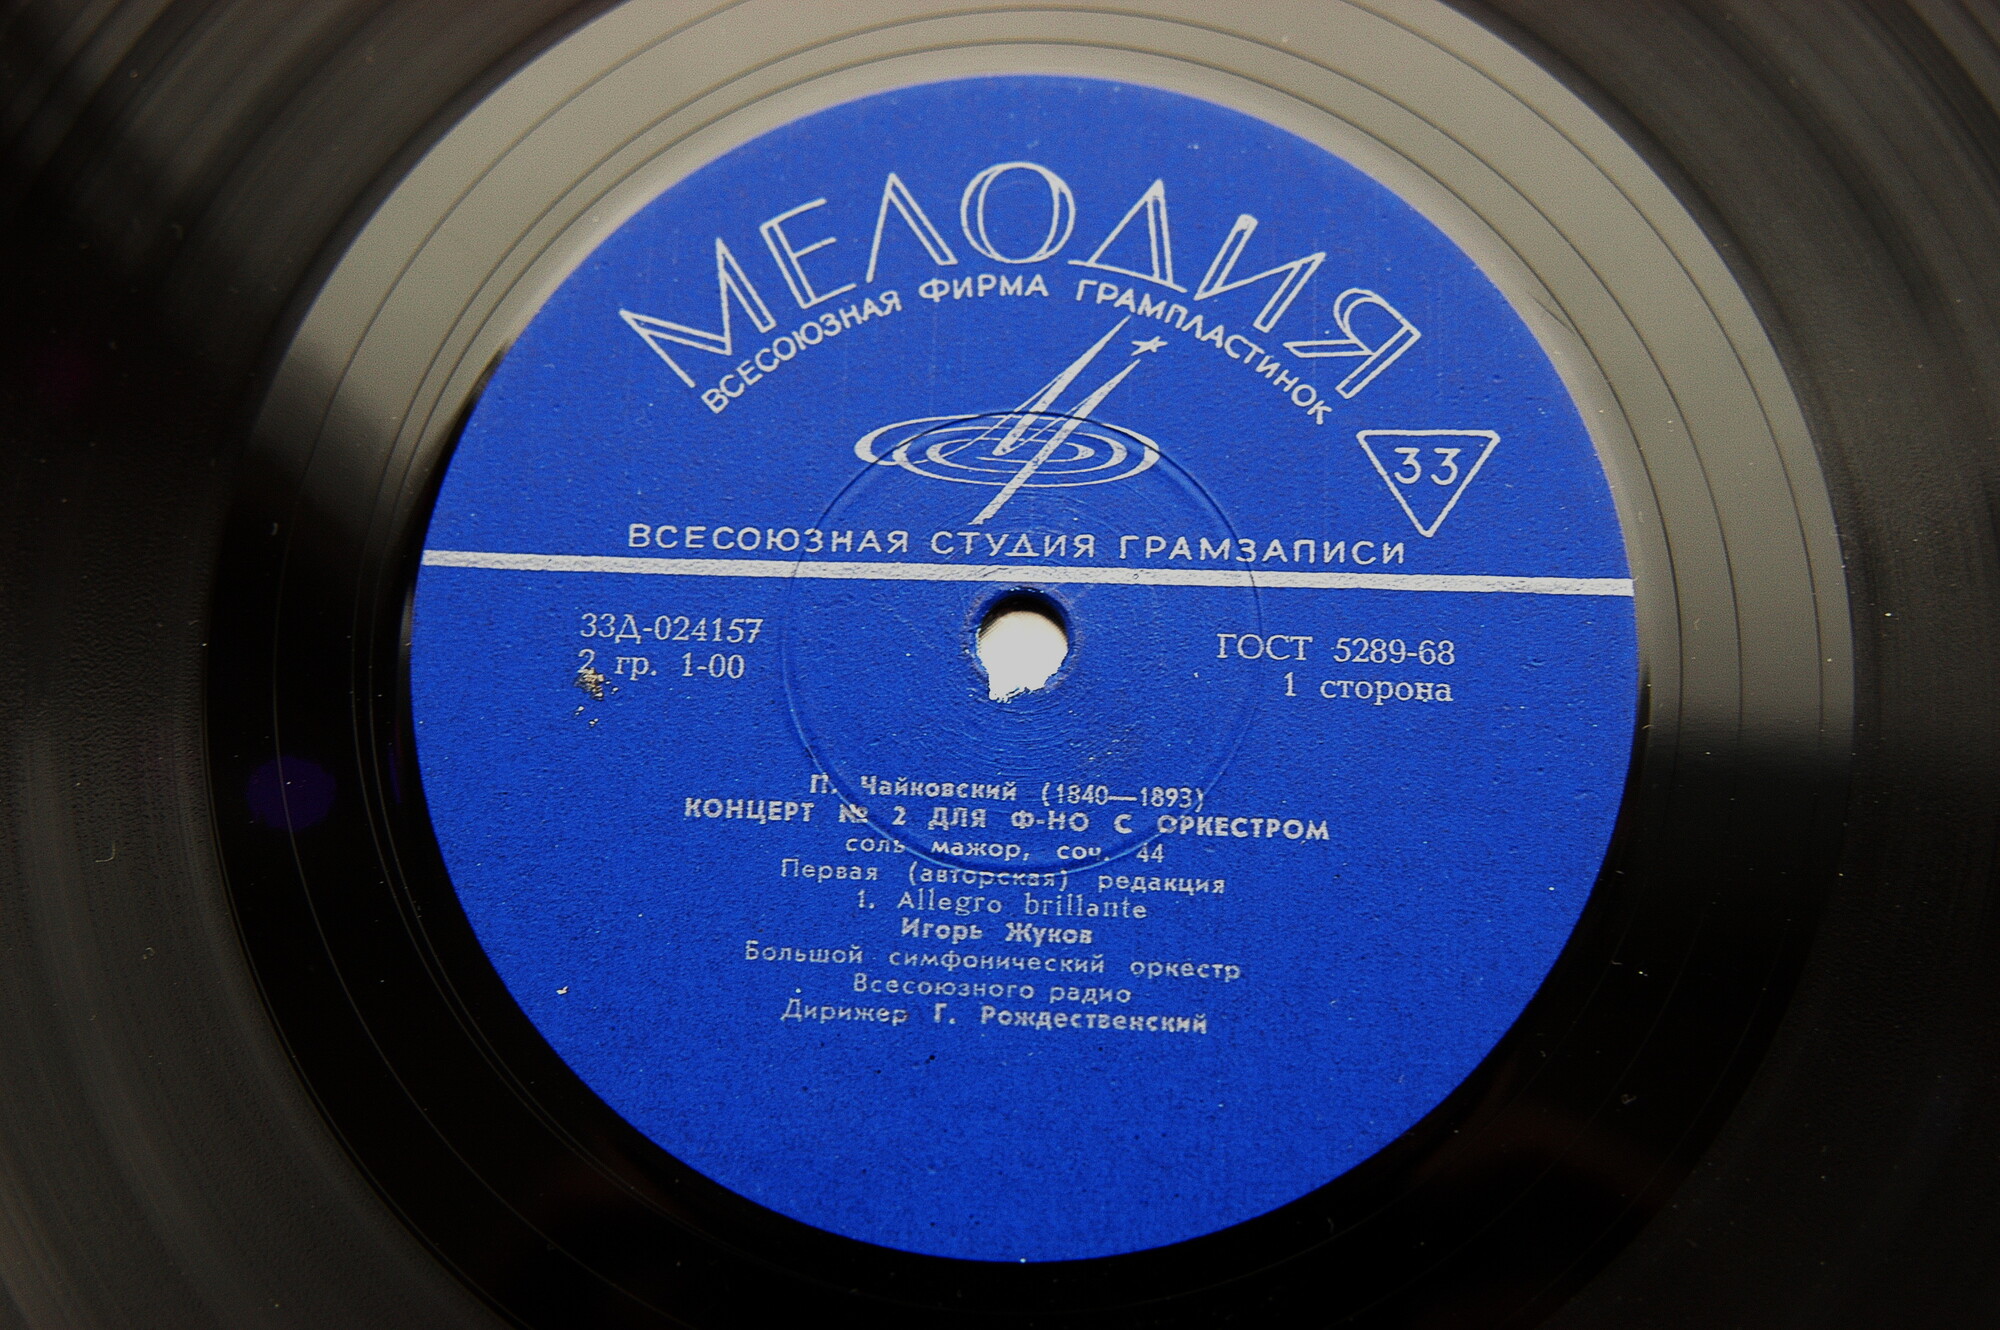 МЕЛОДИЯ
ВСЕСОЮЗНАЯ ФИРМА ГРАМПЛАСТИНОК
33
ВСЕСОЮЗНАЯ СТУДИЯ ГРАМЗАПИСИ
33Д-024157
2 гр. 1-00
ГОСТ 5289-68
1 сторона
П. Чайковский (1840—1893)
КОНЦЕРТ № 2 ДЛЯ Ф-НО С ОРКЕСТРОМ
соль мажор, соч. 44
Первая (авторская) редакция
1. Allegro brillante
Игорь Жуков
Большой симфонический оркестр
Всесоюзного радио
Дирижер Г. Рождественский